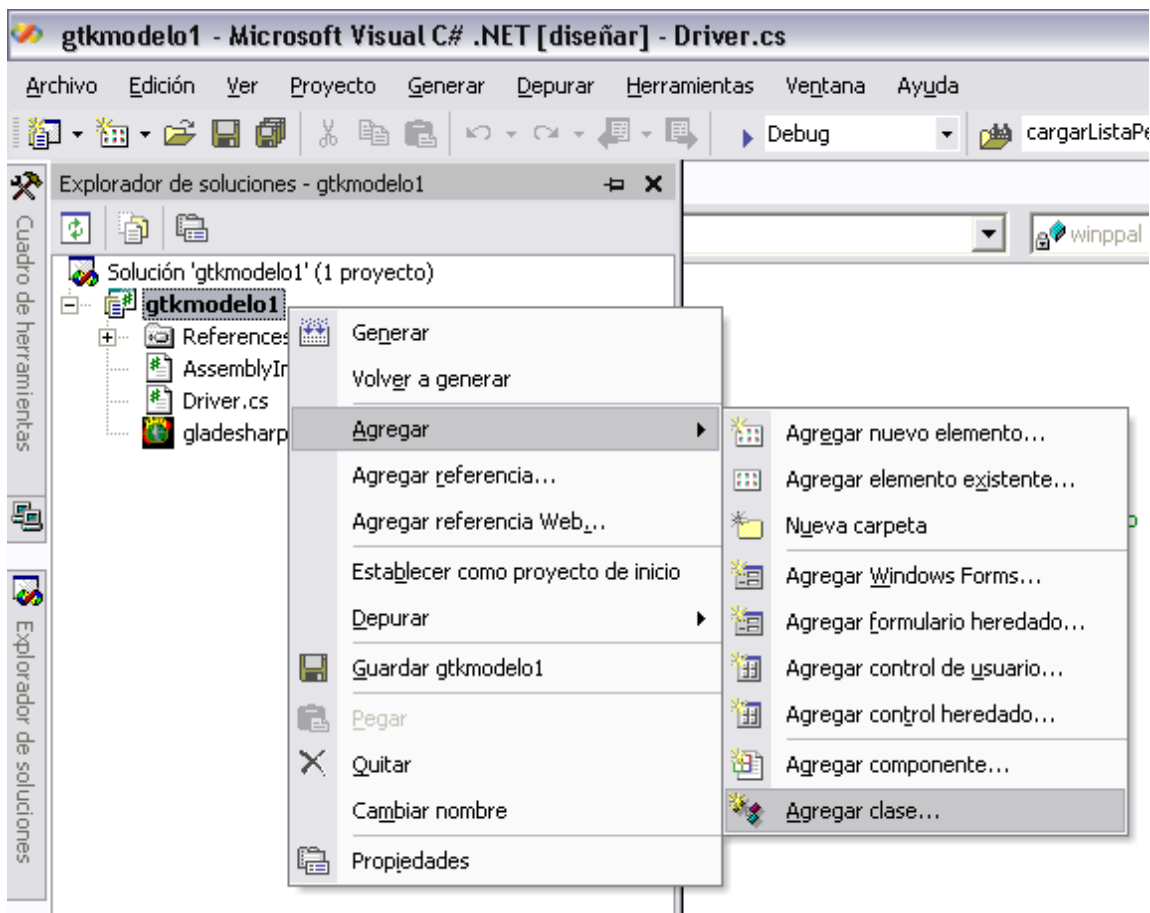 gtkmodelo1 - Microsoft Visual C# .NET [diseñar] - Driver.cs
Archivo Edición Ver Proyecto Generar Depurar Herramientas Ventana Ayuda
Debug cargarListaPe
Explorador de soluciones - gtkmodelo1
winppal
Cuadro de herramientas
Explorador de soluciones
Solución 'gtkmodelo1' (1 proyecto)
gtkmodelo1
References
AssemblyIn
Driver.cs
gladesharp
Generar
Volver a generar
Agregar
Agregar referencia...
Agregar referencia Web...
Establecer como proyecto de inicio
Depurar
Guardar gtkmodelo1
Pegar
Quitar
Cambiar nombre
Propiedades
Agregar nuevo elemento...
Agregar elemento existente...
Nueva carpeta
Agregar Windows Forms...
Agregar formulario heredado...
Agregar control de usuario...
Agregar control heredado...
Agregar componente...
Agregar clase...